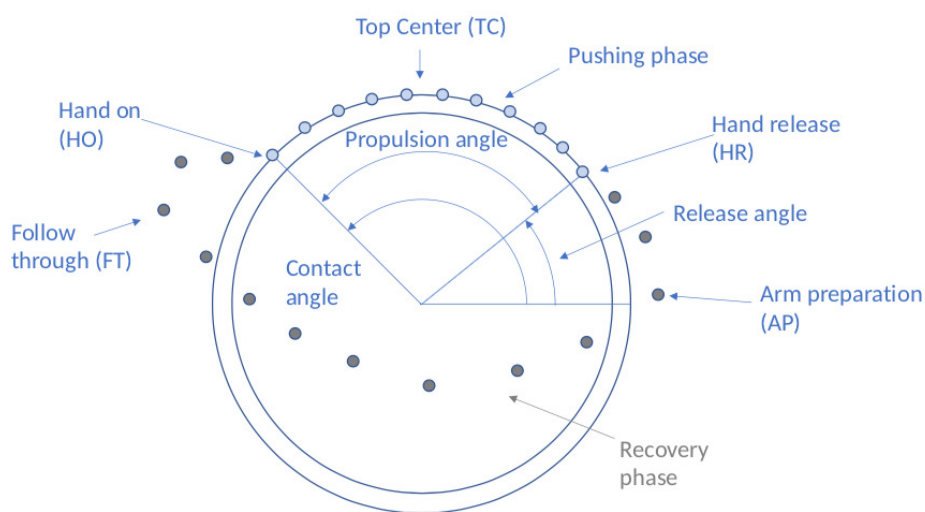 Top Center (TC)
Pushing phase
Hand on
(HO)
Hand release
(HR)
Propulsion angle
Release angle
Follow
through (FT)
Contact
angle
Arm preparation
(AP)
Recovery
phase